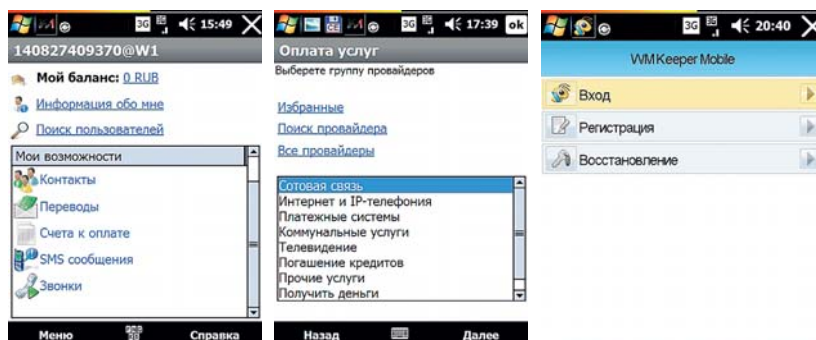 3G 15:49
140827409370@W1
Мой баланс: 0 RUB
Информация обо мне
Поиск пользователей
Мои возможности
Контакты
Переводы
Счета к оплате
SMS сообщения
Звонки
Меню Справка
3G 17:39 ok
Оплата услуг
Выберете группу провайдеров
Избранные
Поиск провайдера
Все провайдеры
Сотовая связь
Интернет и IP-телефония
Платежные системы
Коммунальные услуги
Телевидение
Погашение кредитов
Прочие услуги
Получить деньги
Назад Далее
3G 20:40
WMKeeper Mobile
Вход
Регистрация
Восстановление